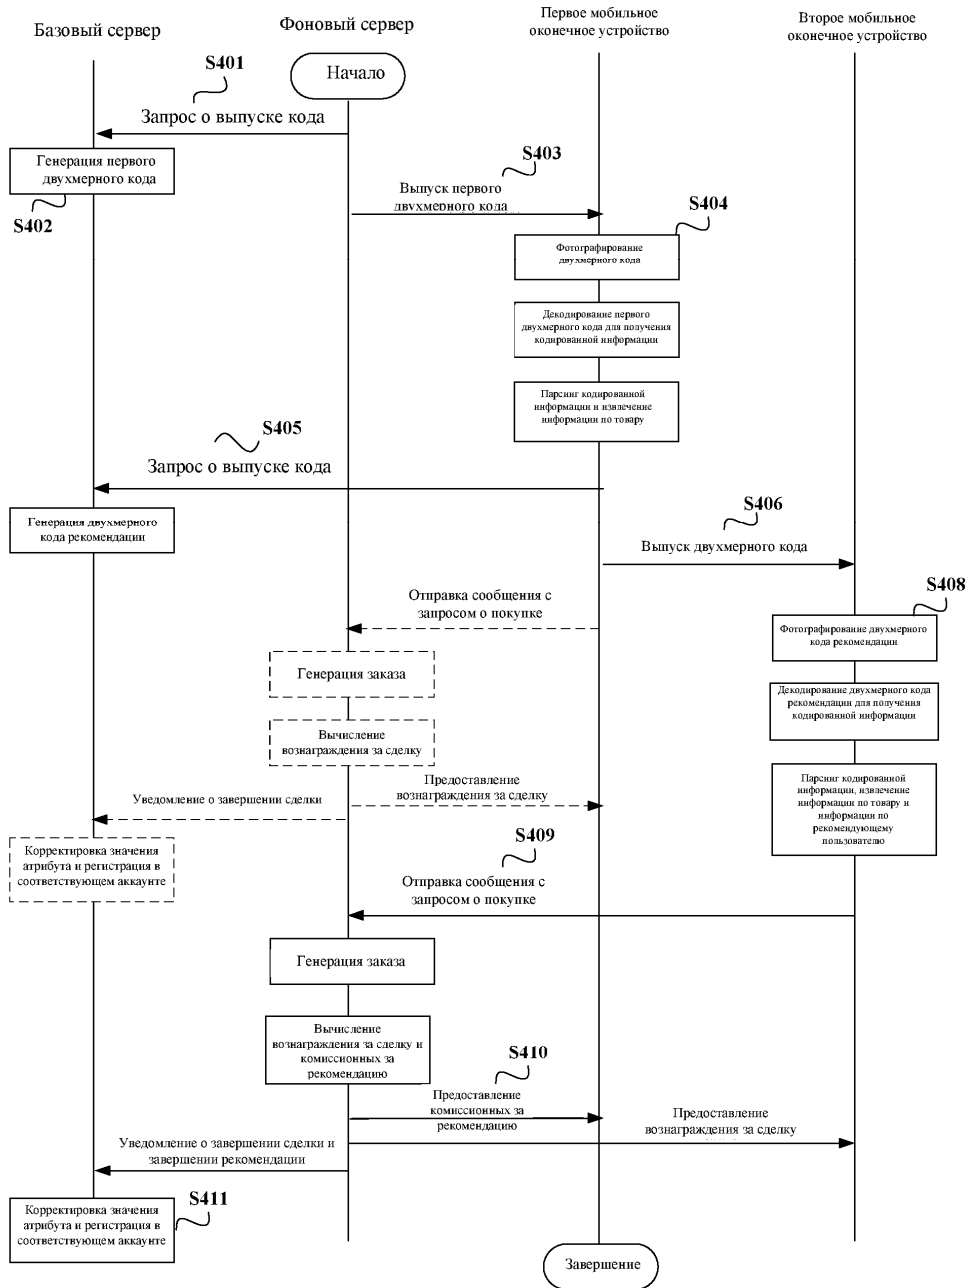 Базовый сервер
Фоновый сервер
Первое мобильное
оконечное устройство
Второе мобильное
оконечное устройство
Начало
S401
Запрос о выпуске кода
Генерация первого
двухмерного кода
S402
S403
Выпуск первого
двухмерного кода
S404
Фотографирование
двухмерного кода
Декодирование первого
двухмерного кода для получения
кодированной информации
Парсинг кодированной
информации и извлечение
информации по товару
S405
Запрос о выпуске кода
Генерация двухмерного
кода рекомендации
S406
Выпуск двухмерного кода
S408
Фотографирование двухмерного
кода рекомендации
Отправка сообщения с
запросом о покупке
Генерация заказа
Декодирование двухмерного кода
рекомендации для получения
кодированной информации
Вычисление
вознаграждения за сделку
Парсинг кодированной
информации, извлечение
информации по товару и
информации по
рекомендующему
пользователю
Предоставление
вознаграждения за сделку
Уведомление о завершении сделки
Корректировка значения
атрибута и регистрация в
соответствующем аккаунте
S409
Отправка сообщения с
запросом о покупке
Генерация заказа
Вычисление
вознаграждения за сделку и
комиссионных за
рекомендацию
S410
Предоставление
комиссионных за
рекомендацию
Предоставление
вознаграждения за сделку
Уведомление о завершении сделки и
завершении рекомендации
S411
Корректировка значения
атрибута и регистрация в
соответствующем аккаунте
Завершение